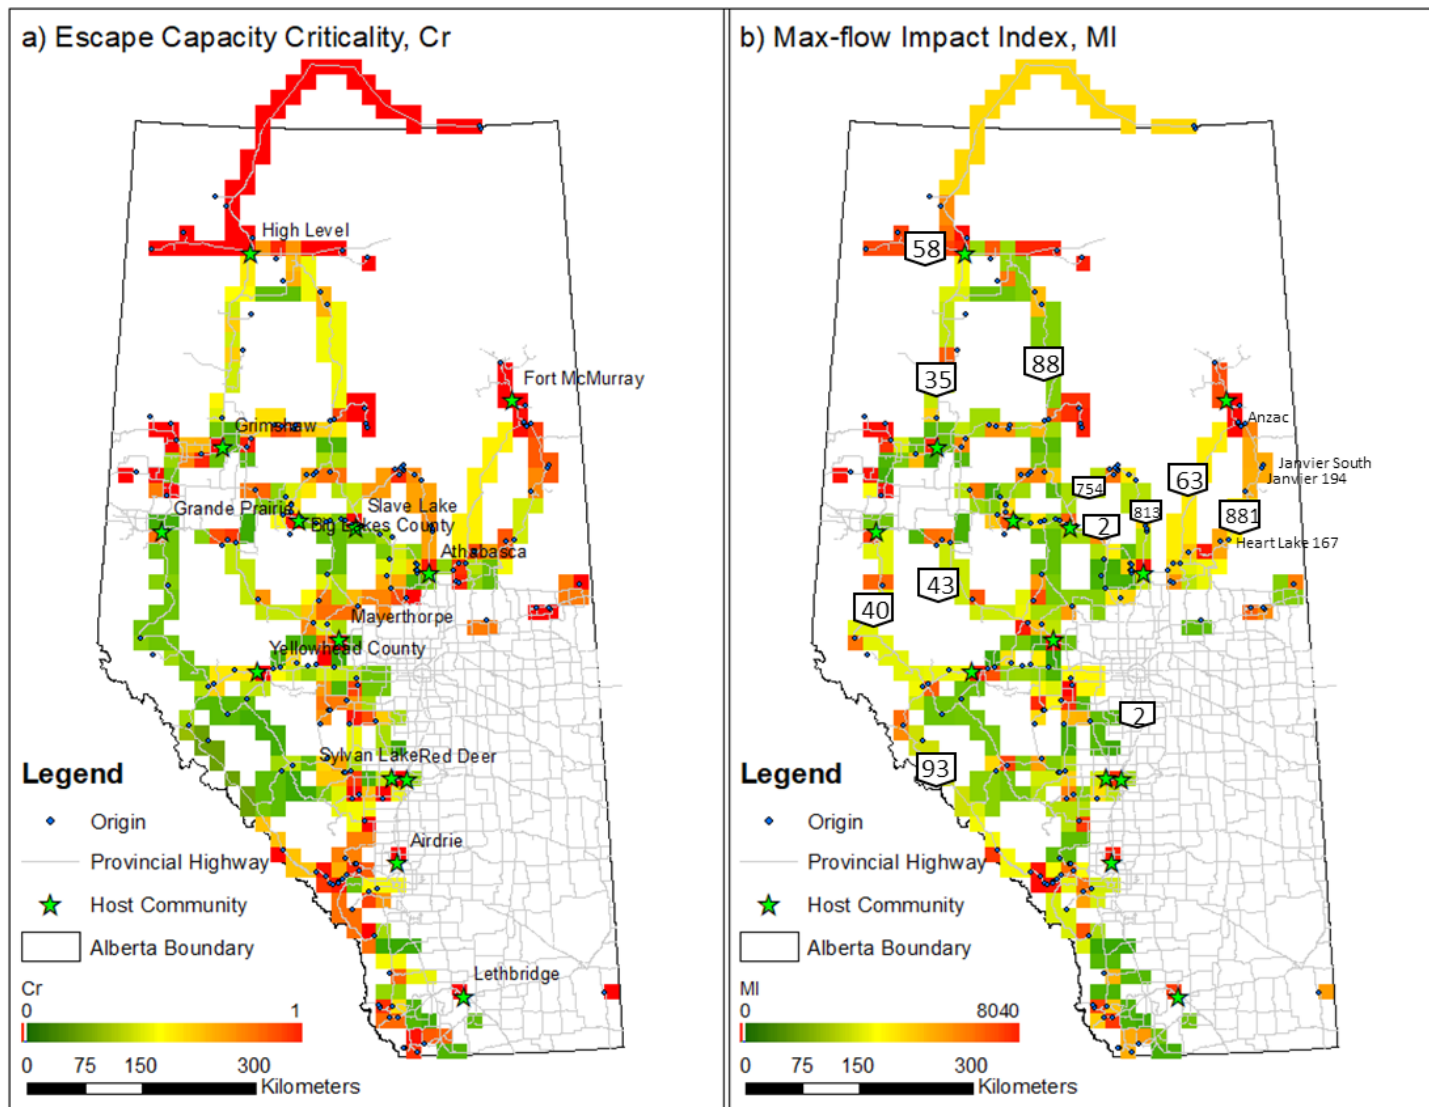 a) Escape Capacity Criticality, Cr
High Level
Fort McMurray
Grimshaw
Grande Prairie
Slave Lake
Big Lakes County
Athabasca
Mayerthorpe
Yellowhead County
Sylvan Lake
Red Deer
Airdrie
Lethbridge
Legend
Origin
Provincial Highway
Host Community
Alberta Boundary
Cr
0 1
0 75 150 300
Kilometers
b) Max-flow Impact Index, MI
58
35
88
Anzac
Janvier South
Janvier 194
63
754
813
2
881
Heart Lake 167
43
40
2
93
Legend
Origin
Provincial Highway
Host Community
Alberta Boundary
MI
0 8040
0 75 150 300
Kilometers